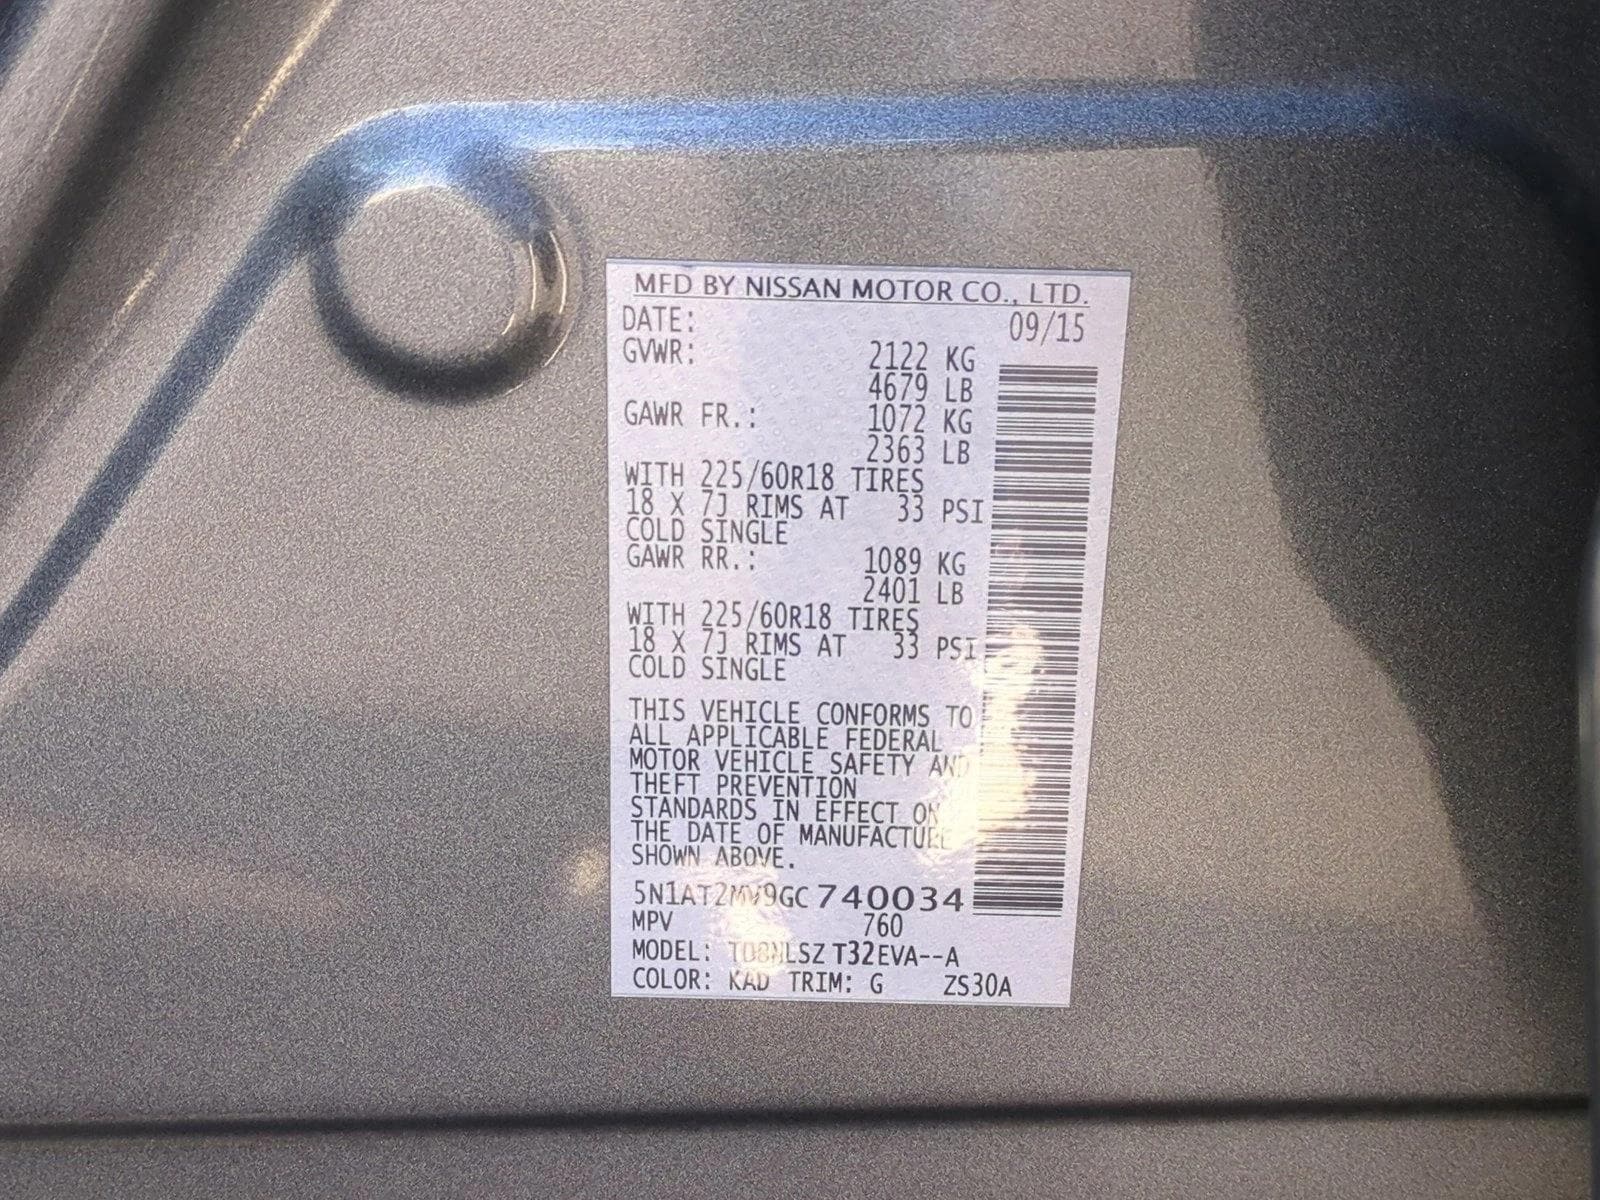 MFD BY NISSAN MOTOR CO., LTD.
DATE: 09/15
GVWR: 2122 KG
4679 LB
GAWR FR.: 1072 KG
2363 LB
WITH 225/60R18 TIRES
18 X 7J RIMS AT 33 PSI
COLD SINGLE
GAWR RR.: 1089 KG
2401 LB
WITH 225/60R18 TIRES
18 X 7J RIMS AT 33 PSI
COLD SINGLE
THIS VEHICLE CONFORMS TO
ALL APPLICABLE FEDERAL
MOTOR VEHICLE SAFETY AND
THEFT PREVENTION
STANDARDS IN EFFECT ON
THE DATE OF MANUFACTURE
SHOWN ABOVE.
5N1AT2MV9GC740034
MPV 760
MODEL: T32EVA--A
COLOR: KAD TRIM: G ZS30A